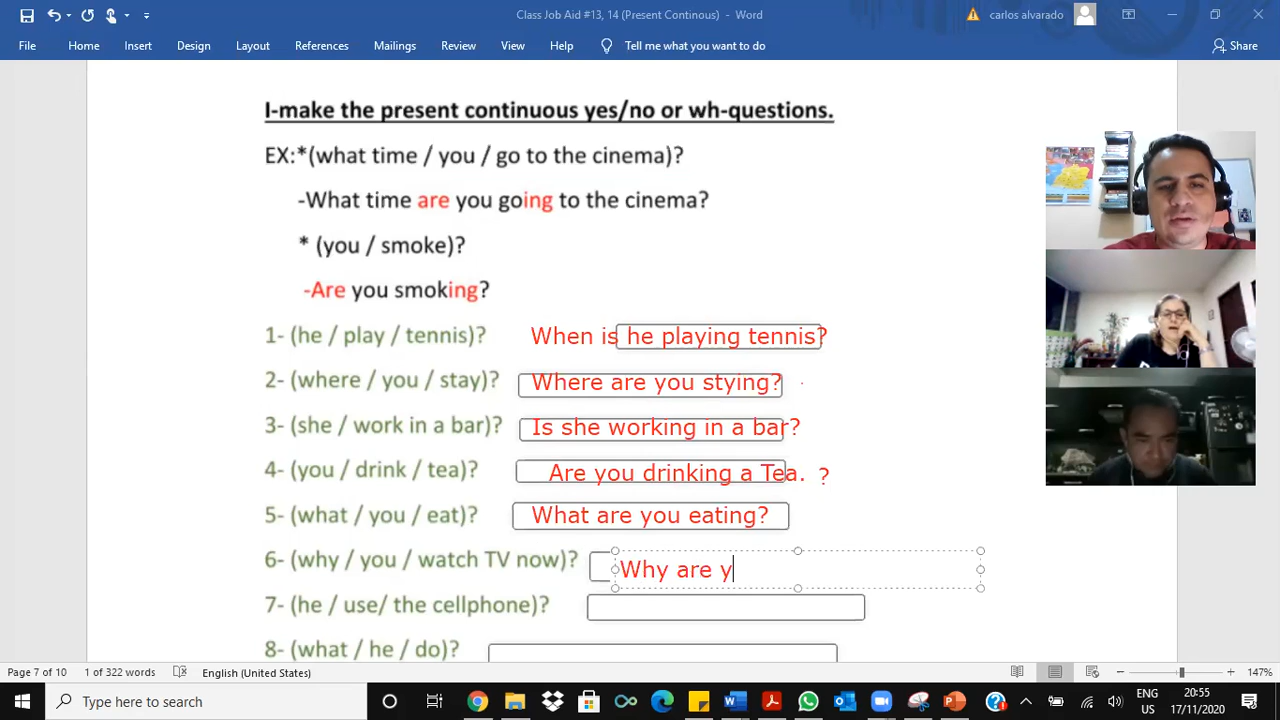 Class Job Aid #13, 14 (Present Continous) - Word
carlos alvarado
File Home Insert Design Layout References Mailings Review View Help Tell me what you want to do Share
I-make the present continuous yes/no or wh-questions.
EX:*(what time / you / go to the cinema)?
-What time are you going to the cinema?
* (you / smoke)?
-Are you smoking?
1- (he / play / tennis)? When is he playing tennis?
2- (where / you / stay)? Where are you stying?
3- (she / work in a bar)? Is she working in a bar?
4- (you / drink / tea)? Are you drinking a Tea. ?
5- (what / you / eat)? What are you eating?
6- (why / you / watch TV now)? Why are y
7- (he / use/ the cellphone)?
8- (what / he / do)?
Page 7 of 10 1 of 322 words English (United States) 147%
Type here to search
ENG 20:55
US 17/11/2020